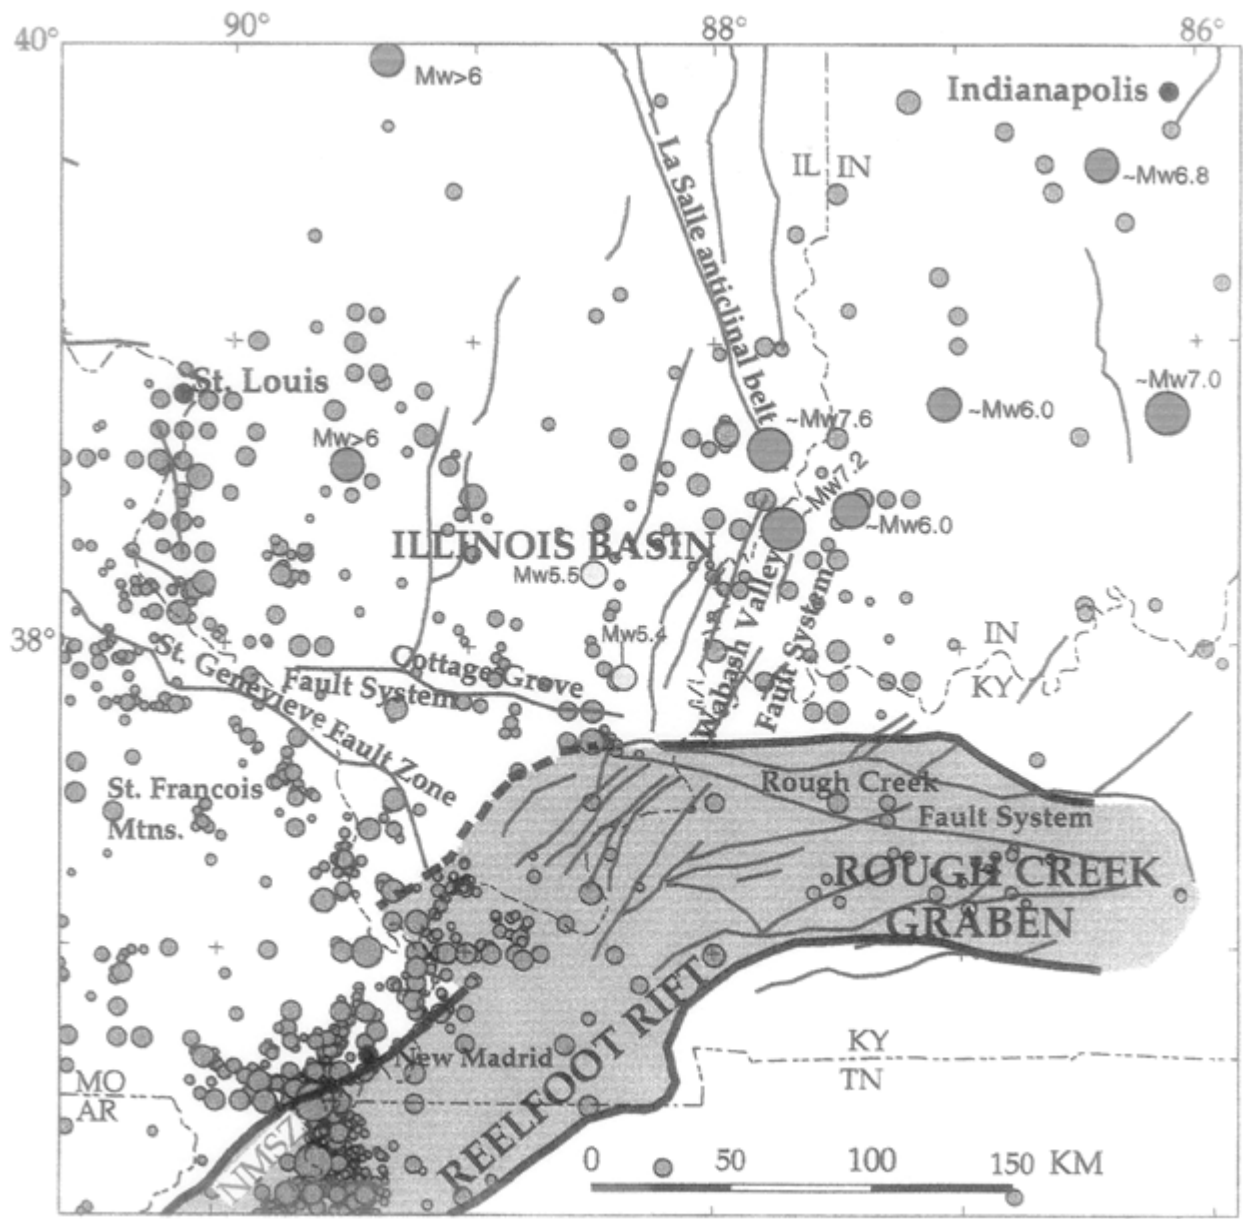 90°
88°
86°
40°
Mw>6
Indianapolis
IL IN
~Mw6.8
La Salle anticlinal belt
St. Louis
~Mw7.0
~Mw6.0
~Mw7.6
Mw>6
~Mw7.2
~Mw6.0
ILLINOIS BASIN
Mw5.5
Mw5.4
38°
IN
KY
St. Genevieve Fault Zone
Cottage Grove
Fault System
Wabash Valley
Fault System
St. Francois
Mtns.
Rough Creek
Fault System
ROUGH CREEK
GRABEN
REELFOOT RIFT
New Madrid
KY
TN
MO
AR
NMSZ
0 50 100 150 KM